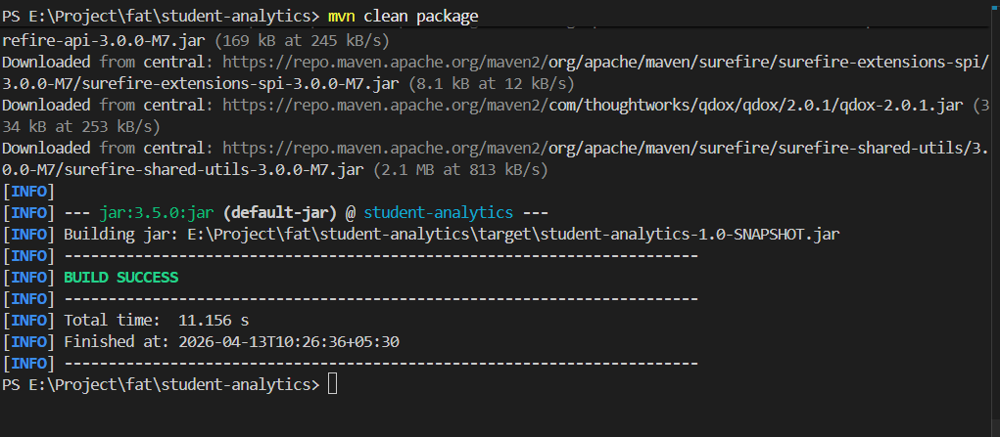 PS E:\Project\fat\student-analytics> mvn clean package
refire-api-3.0.0-M7.jar (169 kB at 245 kB/s)
Downloaded from central: https://repo.maven.apache.org/maven2/org/apache/maven/surefire/surefire-extensions-spi/
3.0.0-M7/surefire-extensions-spi-3.0.0-M7.jar (8.1 kB at 12 kB/s)
Downloaded from central: https://repo.maven.apache.org/maven2/com/thoughtworks/qdox/qdox/2.0.1/qdox-2.0.1.jar (3
34 kB at 253 kB/s)
Downloaded from central: https://repo.maven.apache.org/maven2/org/apache/maven/surefire/surefire-shared-utils/3.
0.0-M7/surefire-shared-utils-3.0.0-M7.jar (2.1 MB at 813 kB/s)
[INFO]
[INFO] --- jar:3.5.0:jar (default-jar) @ student-analytics ---
[INFO] Building jar: E:\Project\fat\student-analytics\target\student-analytics-1.0-SNAPSHOT.jar
[INFO] ------------------------------------------------------------------------
[INFO] BUILD SUCCESS
[INFO] ------------------------------------------------------------------------
[INFO] Total time:  11.156 s
[INFO] Finished at: 2026-04-13T10:26:36+05:30
[INFO] ------------------------------------------------------------------------
PS E:\Project\fat\student-analytics>